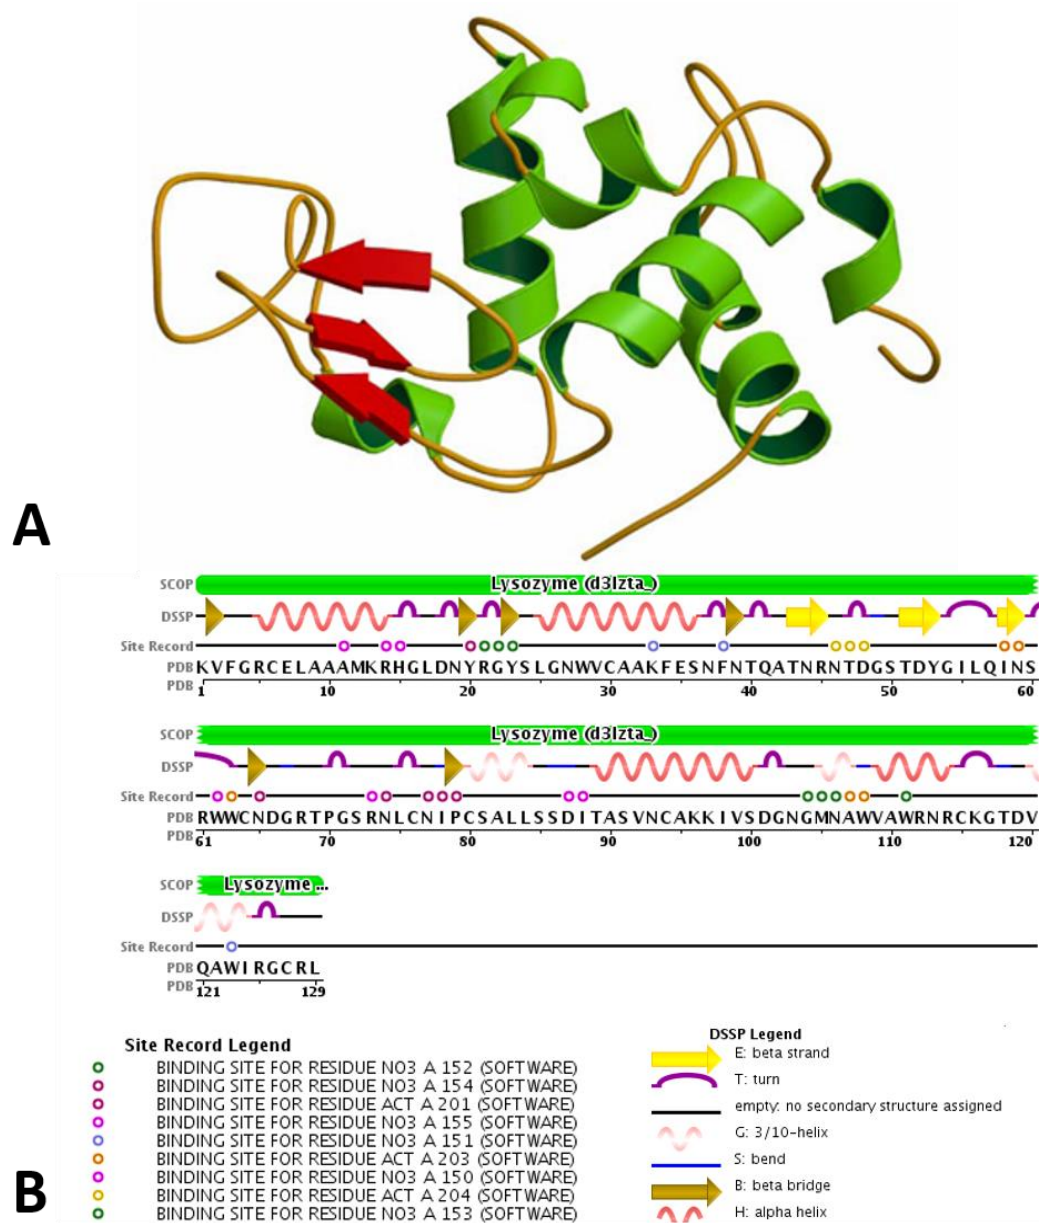 A
SCOP Lysozyme (d3lzta_)
DSSP
Site Record
PDB KVFGRCELAAAMKRHGLDNYRGYSLGNWVCAAKFESNFNTQATNRNTDGSTDYGILQINS
PDB 1 10 20 30 40 50 60
SCOP Lysozyme (d3lzta_)
DSSP
Site Record
PDB RWWCNDGRTPGSRNLCNIPCSALLSSDITASVNCAKKIVSDGNGMNAWVAWRNRCKGTDV
PDB 61 70 80 90 100 110 120
SCOP Lysozyme ...
DSSP
Site Record
PDB QAWIRGCRL
PDB 121 129
Site Record Legend
BINDING SITE FOR RESIDUE NO3 A 152 (SOFTWARE)
BINDING SITE FOR RESIDUE NO3 A 154 (SOFTWARE)
BINDING SITE FOR RESIDUE ACT A 201 (SOFTWARE)
BINDING SITE FOR RESIDUE NO3 A 155 (SOFTWARE)
BINDING SITE FOR RESIDUE NO3 A 151 (SOFTWARE)
BINDING SITE FOR RESIDUE ACT A 203 (SOFTWARE)
BINDING SITE FOR RESIDUE NO3 A 150 (SOFTWARE)
BINDING SITE FOR RESIDUE ACT A 204 (SOFTWARE)
BINDING SITE FOR RESIDUE NO3 A 153 (SOFTWARE)
DSSP Legend
E: beta strand
T: turn
empty: no secondary structure assigned
G: 3/10-helix
S: bend
B: beta bridge
H: alpha helix
B